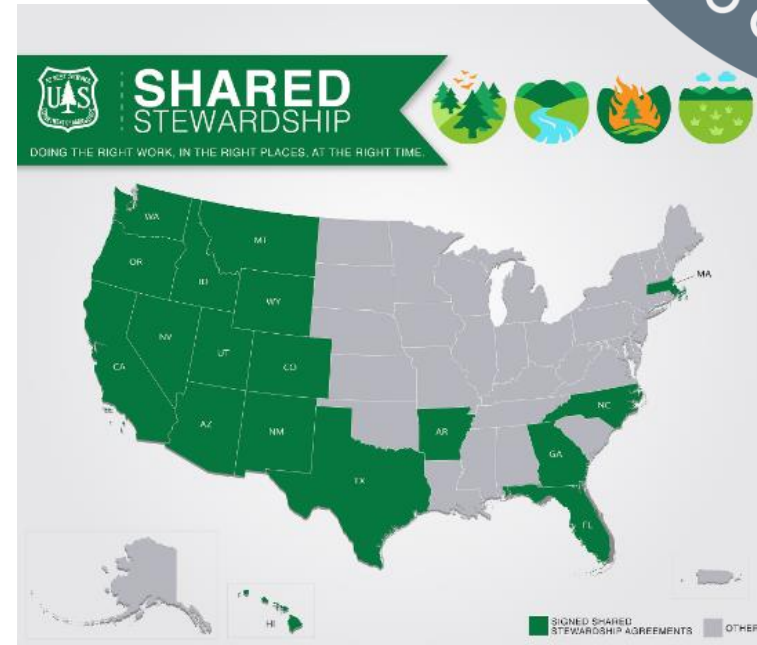 U S
SHARED
STEWARDSHIP
DOING THE RIGHT WORK, IN THE RIGHT PLACES, AT THE RIGHT TIME.
WA
MT
OR
ID
WY
MA
NV
UT
CO
CA
AZ
NM
AR
NC
TX
GA
FL
HI
SIGNED SHARED
STEWARDSHIP AGREEMENTS
OTHER